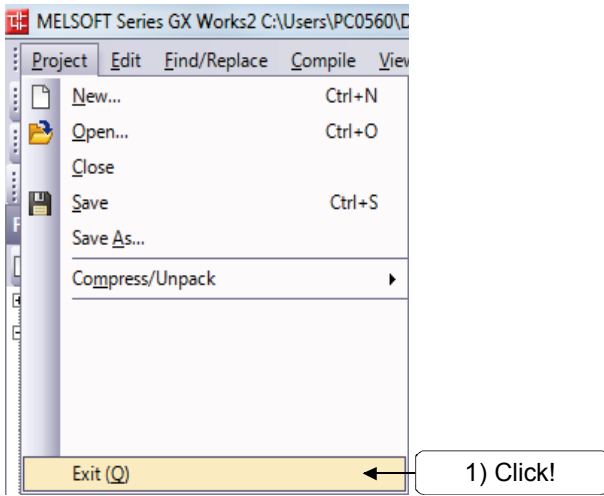 MELSOFT Series GX Works2 C:\Users\PC0560\D
Project Edit Find/Replace Compile View
New... Ctrl+N
Open... Ctrl+O
Close
Save Ctrl+S
Save As...
Compress/Unpack
Exit (Q)
1) Click!